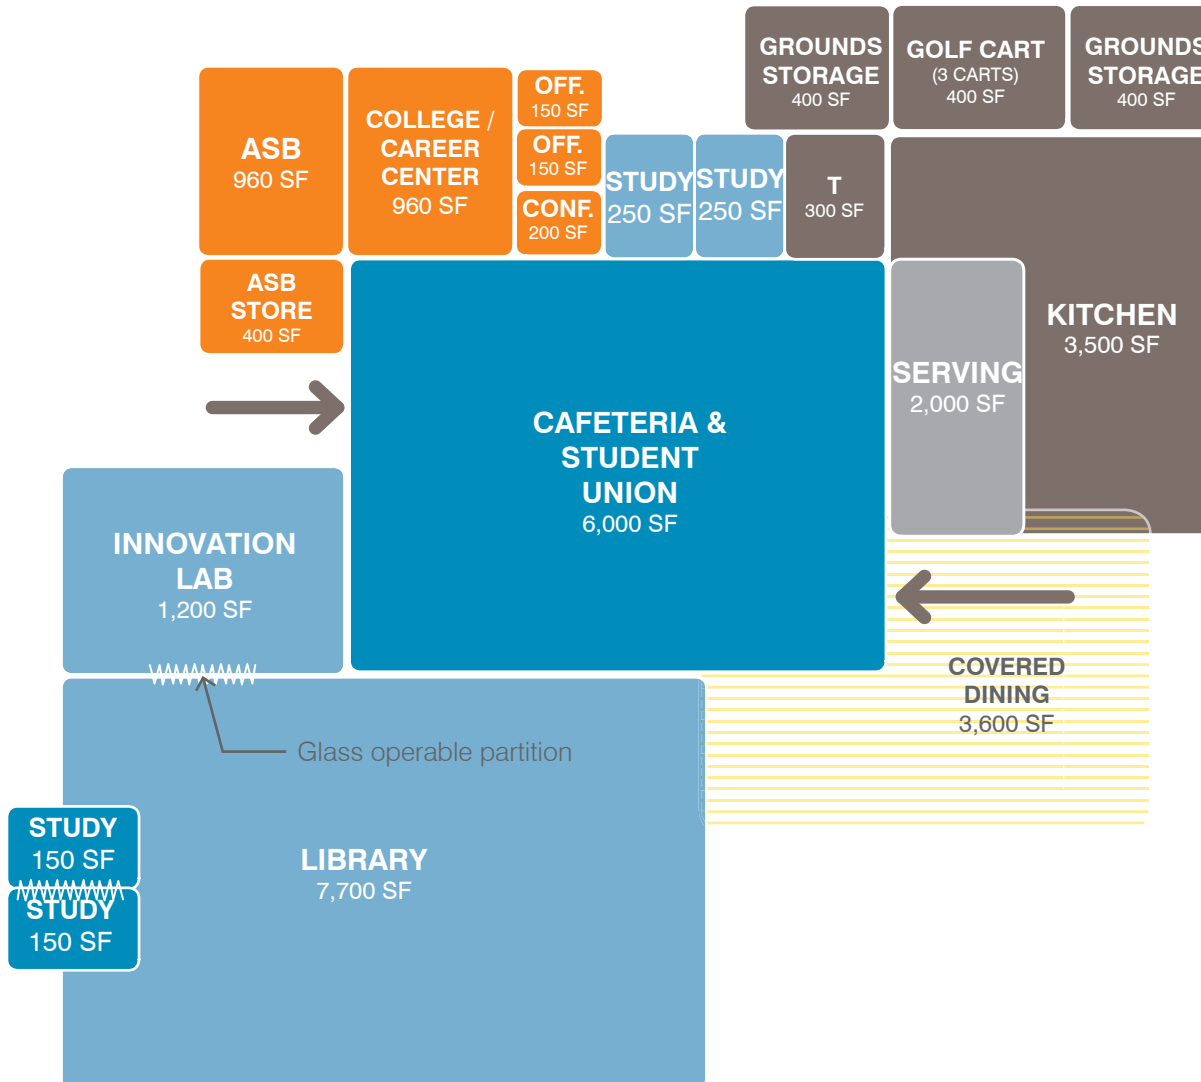 GROUNDS
STORAGE
400 SF
GOLF CART
(3 CARTS)
400 SF
GROUNDS
STORAGE
400 SF
ASB
960 SF
COLLEGE /
CAREER
CENTER
960 SF
OFF.
150 SF
OFF.
150 SF
CONF.
200 SF
STUDY
250 SF
STUDY
250 SF
T
300 SF
ASB
STORE
400 SF
KITCHEN
3,500 SF
SERVING
2,000 SF
CAFETERIA &
STUDENT
UNION
6,000 SF
INNOVATION
LAB
1,200 SF
COVERED
DINING
3,600 SF
Glass operable partition
STUDY
150 SF
STUDY
150 SF
LIBRARY
7,700 SF